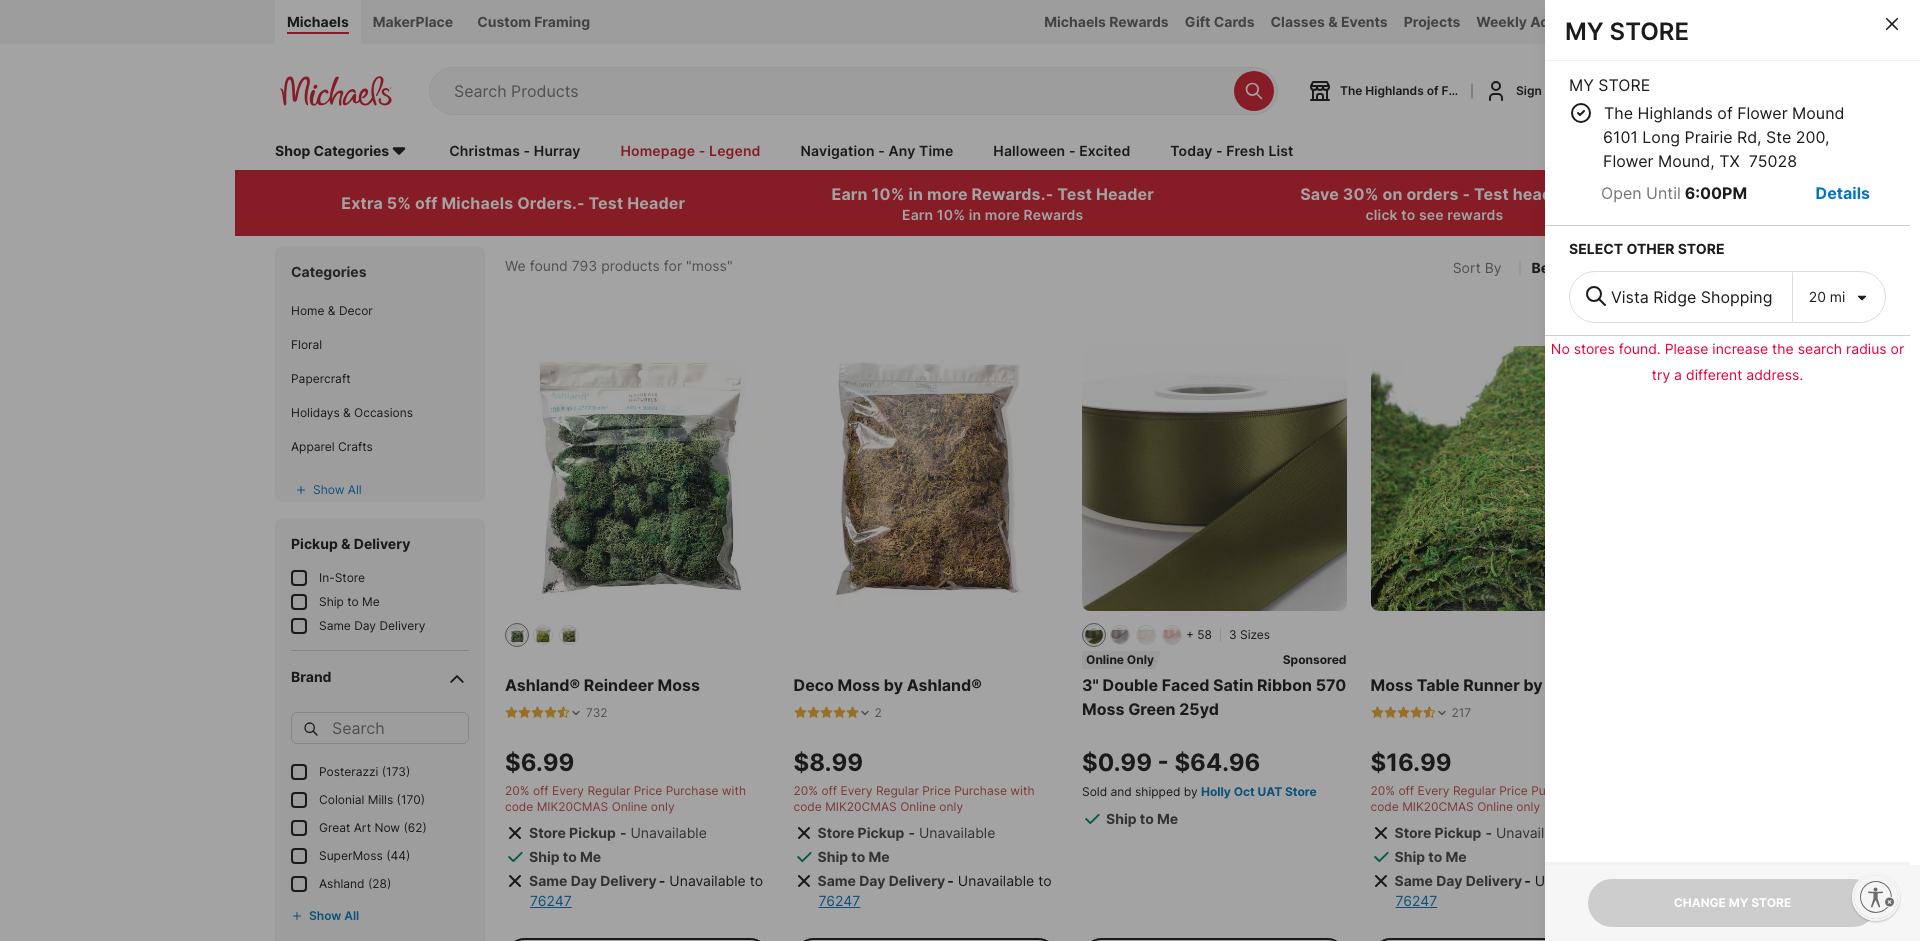 Michaels MakerPlace Custom Framing Michaels Rewards Gift Cards Classes & Events Projects Weekly
Michaels Search Products The Highlands of F... Sign
Shop Categories Christmas - Hurray Homepage - Legend Navigation - Any Time Halloween - Excited Today - Fresh List
Extra 5% off Michaels Orders.- Test Header
Earn 10% in more Rewards.- Test Header
Earn 10% in more Rewards
Save 30% on orders - Test
click to see rewards
Categories
Home & Decor
Floral
Papercraft
Holidays & Occasions
Apparel Crafts
+ Show All
Pickup & Delivery
In-Store
Ship to Me
Same Day Delivery
Brand
Search
Posterazzi (173)
Colonial Mills (170)
Great Art Now (62)
SuperMoss (44)
Ashland (28)
+ Show All
We found 793 products for "moss"
Sort By
Ashland® Reindeer Moss
732
$6.99
20% off Every Regular Price Purchase with
code MIK20CMAS Online only
Store Pickup - Unavailable
Ship to Me
Same Day Delivery - Unavailable to
76247
Deco Moss by Ashland®
2
$8.99
20% off Every Regular Price Purchase with
code MIK20CMAS Online only
Store Pickup - Unavailable
Ship to Me
Same Day Delivery - Unavailable to
76247
+ 58 3 Sizes
Online Only Sponsored
3" Double Faced Satin Ribbon 570
Moss Green 25yd
$0.99 - $64.96
Sold and shipped by Holly Oct UAT Store
Ship to Me
Moss Table Runner by
217
$16.99
20% off Every Regular Price
code MIK20CMAS Online only
Store Pickup -
Ship to Me
Same Day Delivery -
76247
MY STORE
MY STORE
The Highlands of Flower Mound
6101 Long Prairie Rd, Ste 200,
Flower Mound, TX 75028
Open Until 6:00PM Details
SELECT OTHER STORE
Vista Ridge Shopping 20 mi
No stores found. Please increase the search radius or
try a different address.
CHANGE MY STORE